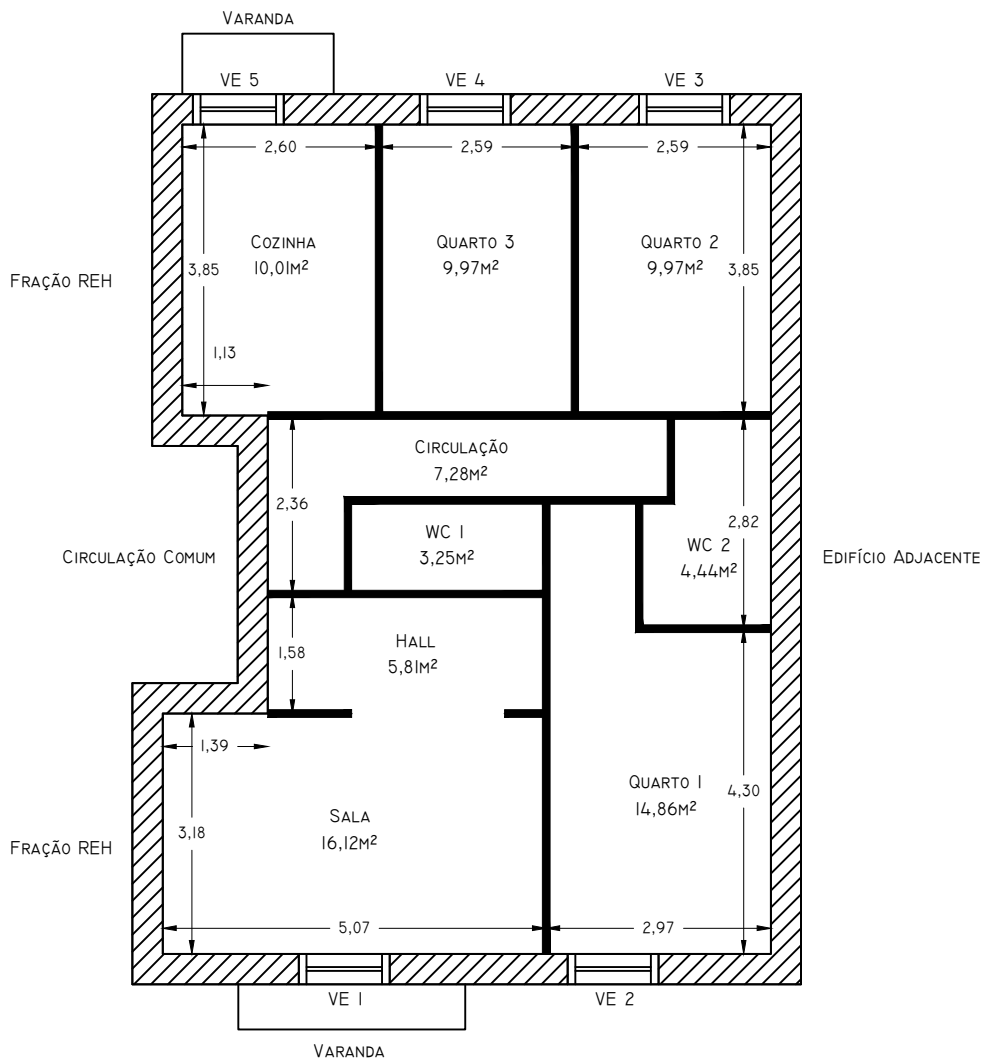 Varanda
VE 5
VE 4
VE 3
2,60
2,59
2,59
Cozinha
10,01m²
Quarto 3
9,97m²
Quarto 2
9,97m²
3,85
3,85
Fração REH
1,13
Circulação
7,28m²
2,36
WC 1
3,25m²
2,82
WC 2
4,44m²
Circulação Comum
Edifício Adjacente
Hall
5,81m²
1,58
1,39
Quarto 1
14,86m²
4,30
Sala
16,12m²
3,18
Fração REH
5,07
2,97
VE 1
VE 2
Varanda